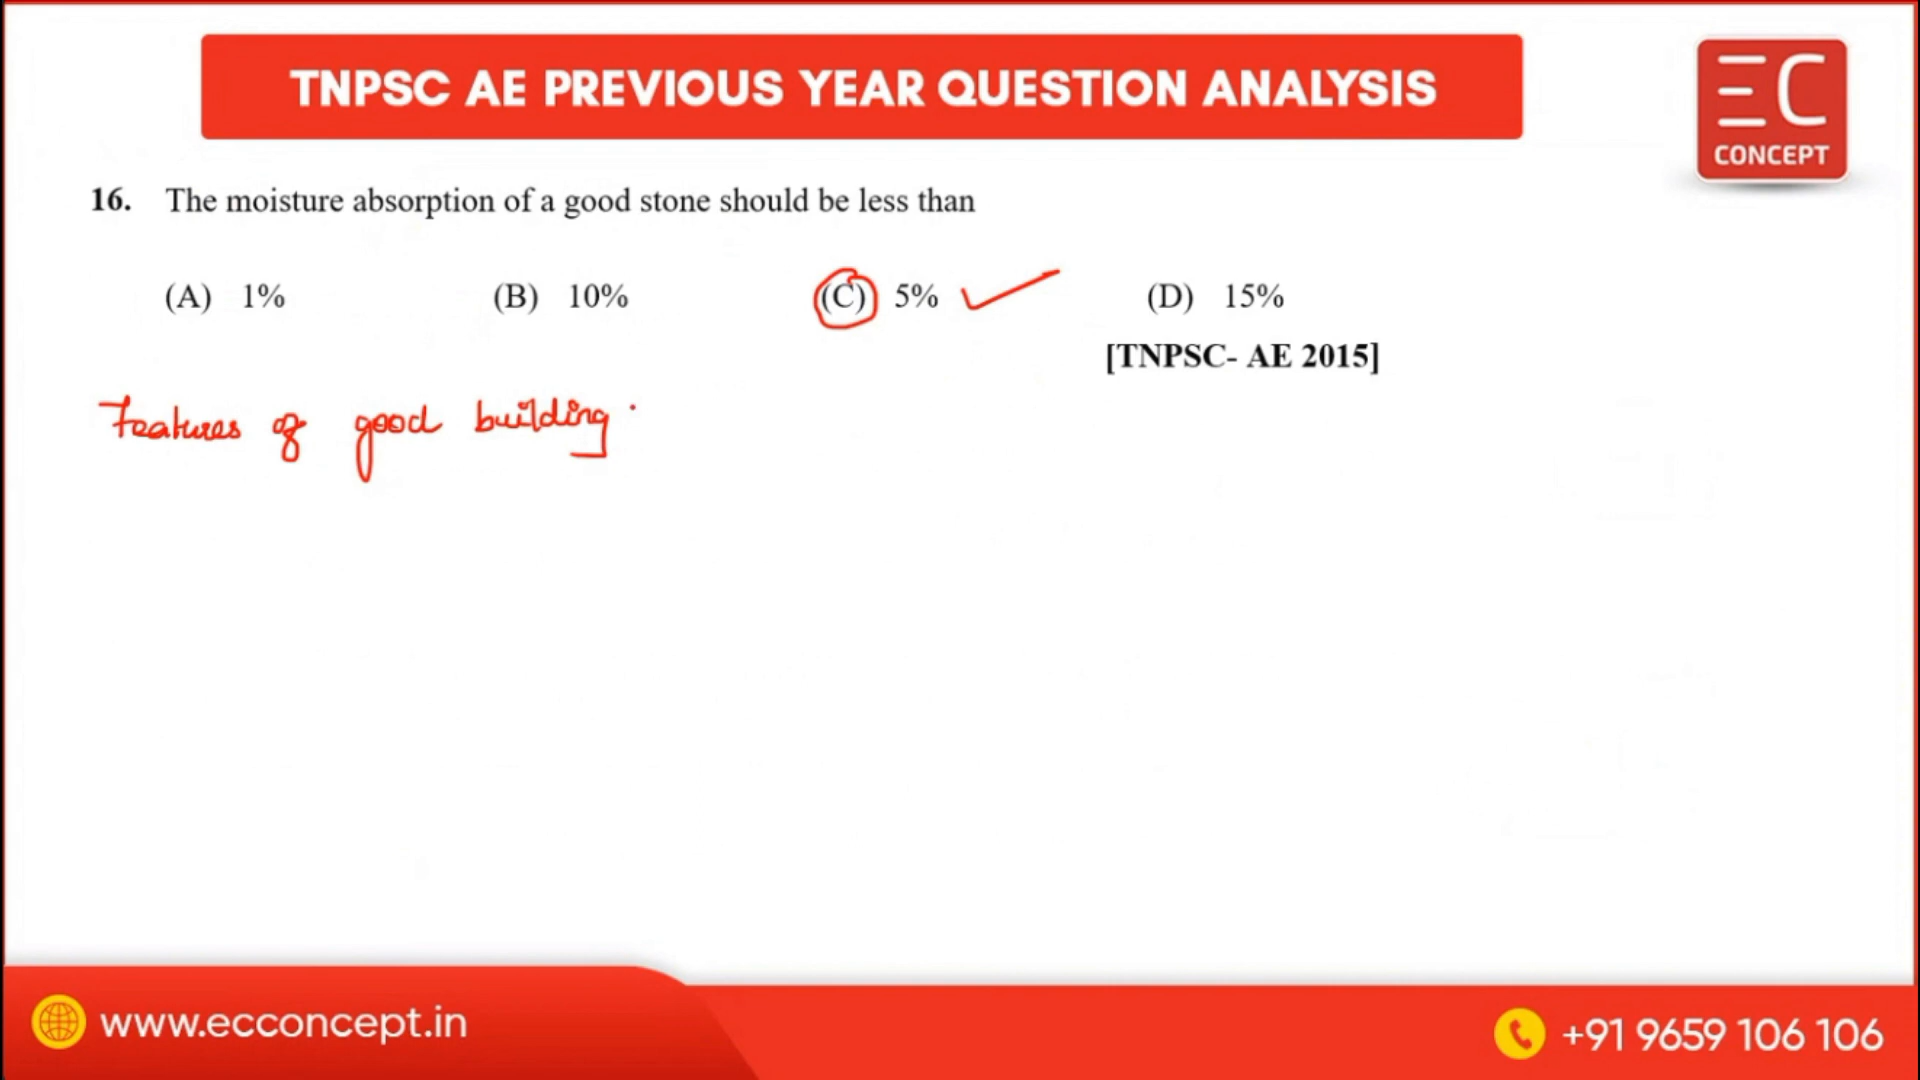 TNPSC AE PREVIOUS YEAR QUESTION ANALYSIS
EC
CONCEPT
16. The moisture absorption of a good stone should be less than
(A) 1% (B) 10% (C) 5% (D) 15%
[TNPSC- AE 2015]
Features of good building
www.ecconcept.in
+91 9659 106 106